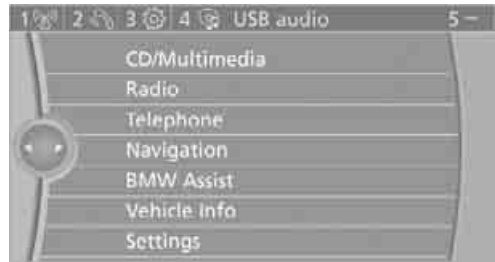 1 2 3 4 USB audio 5 -
CD/Multimedia
Radio
Telephone
Navigation
BMW Assist
Vehicle Info
Settings